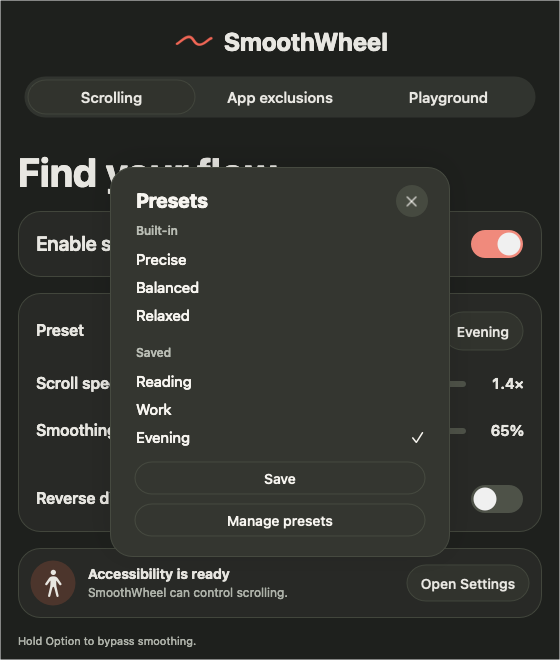 SmoothWheel
Scrolling
App exclusions
Playground
Find your flow
Enable s
Presets
Built-in
Precise
Balanced
Relaxed
Saved
Reading
Work
Evening
Save
Manage presets
Preset
Evening
Scroll spe
1.4×
Smoothing
65%
Reverse d
Accessibility is ready
SmoothWheel can control scrolling.
Open Settings
Hold Option to bypass smoothing.